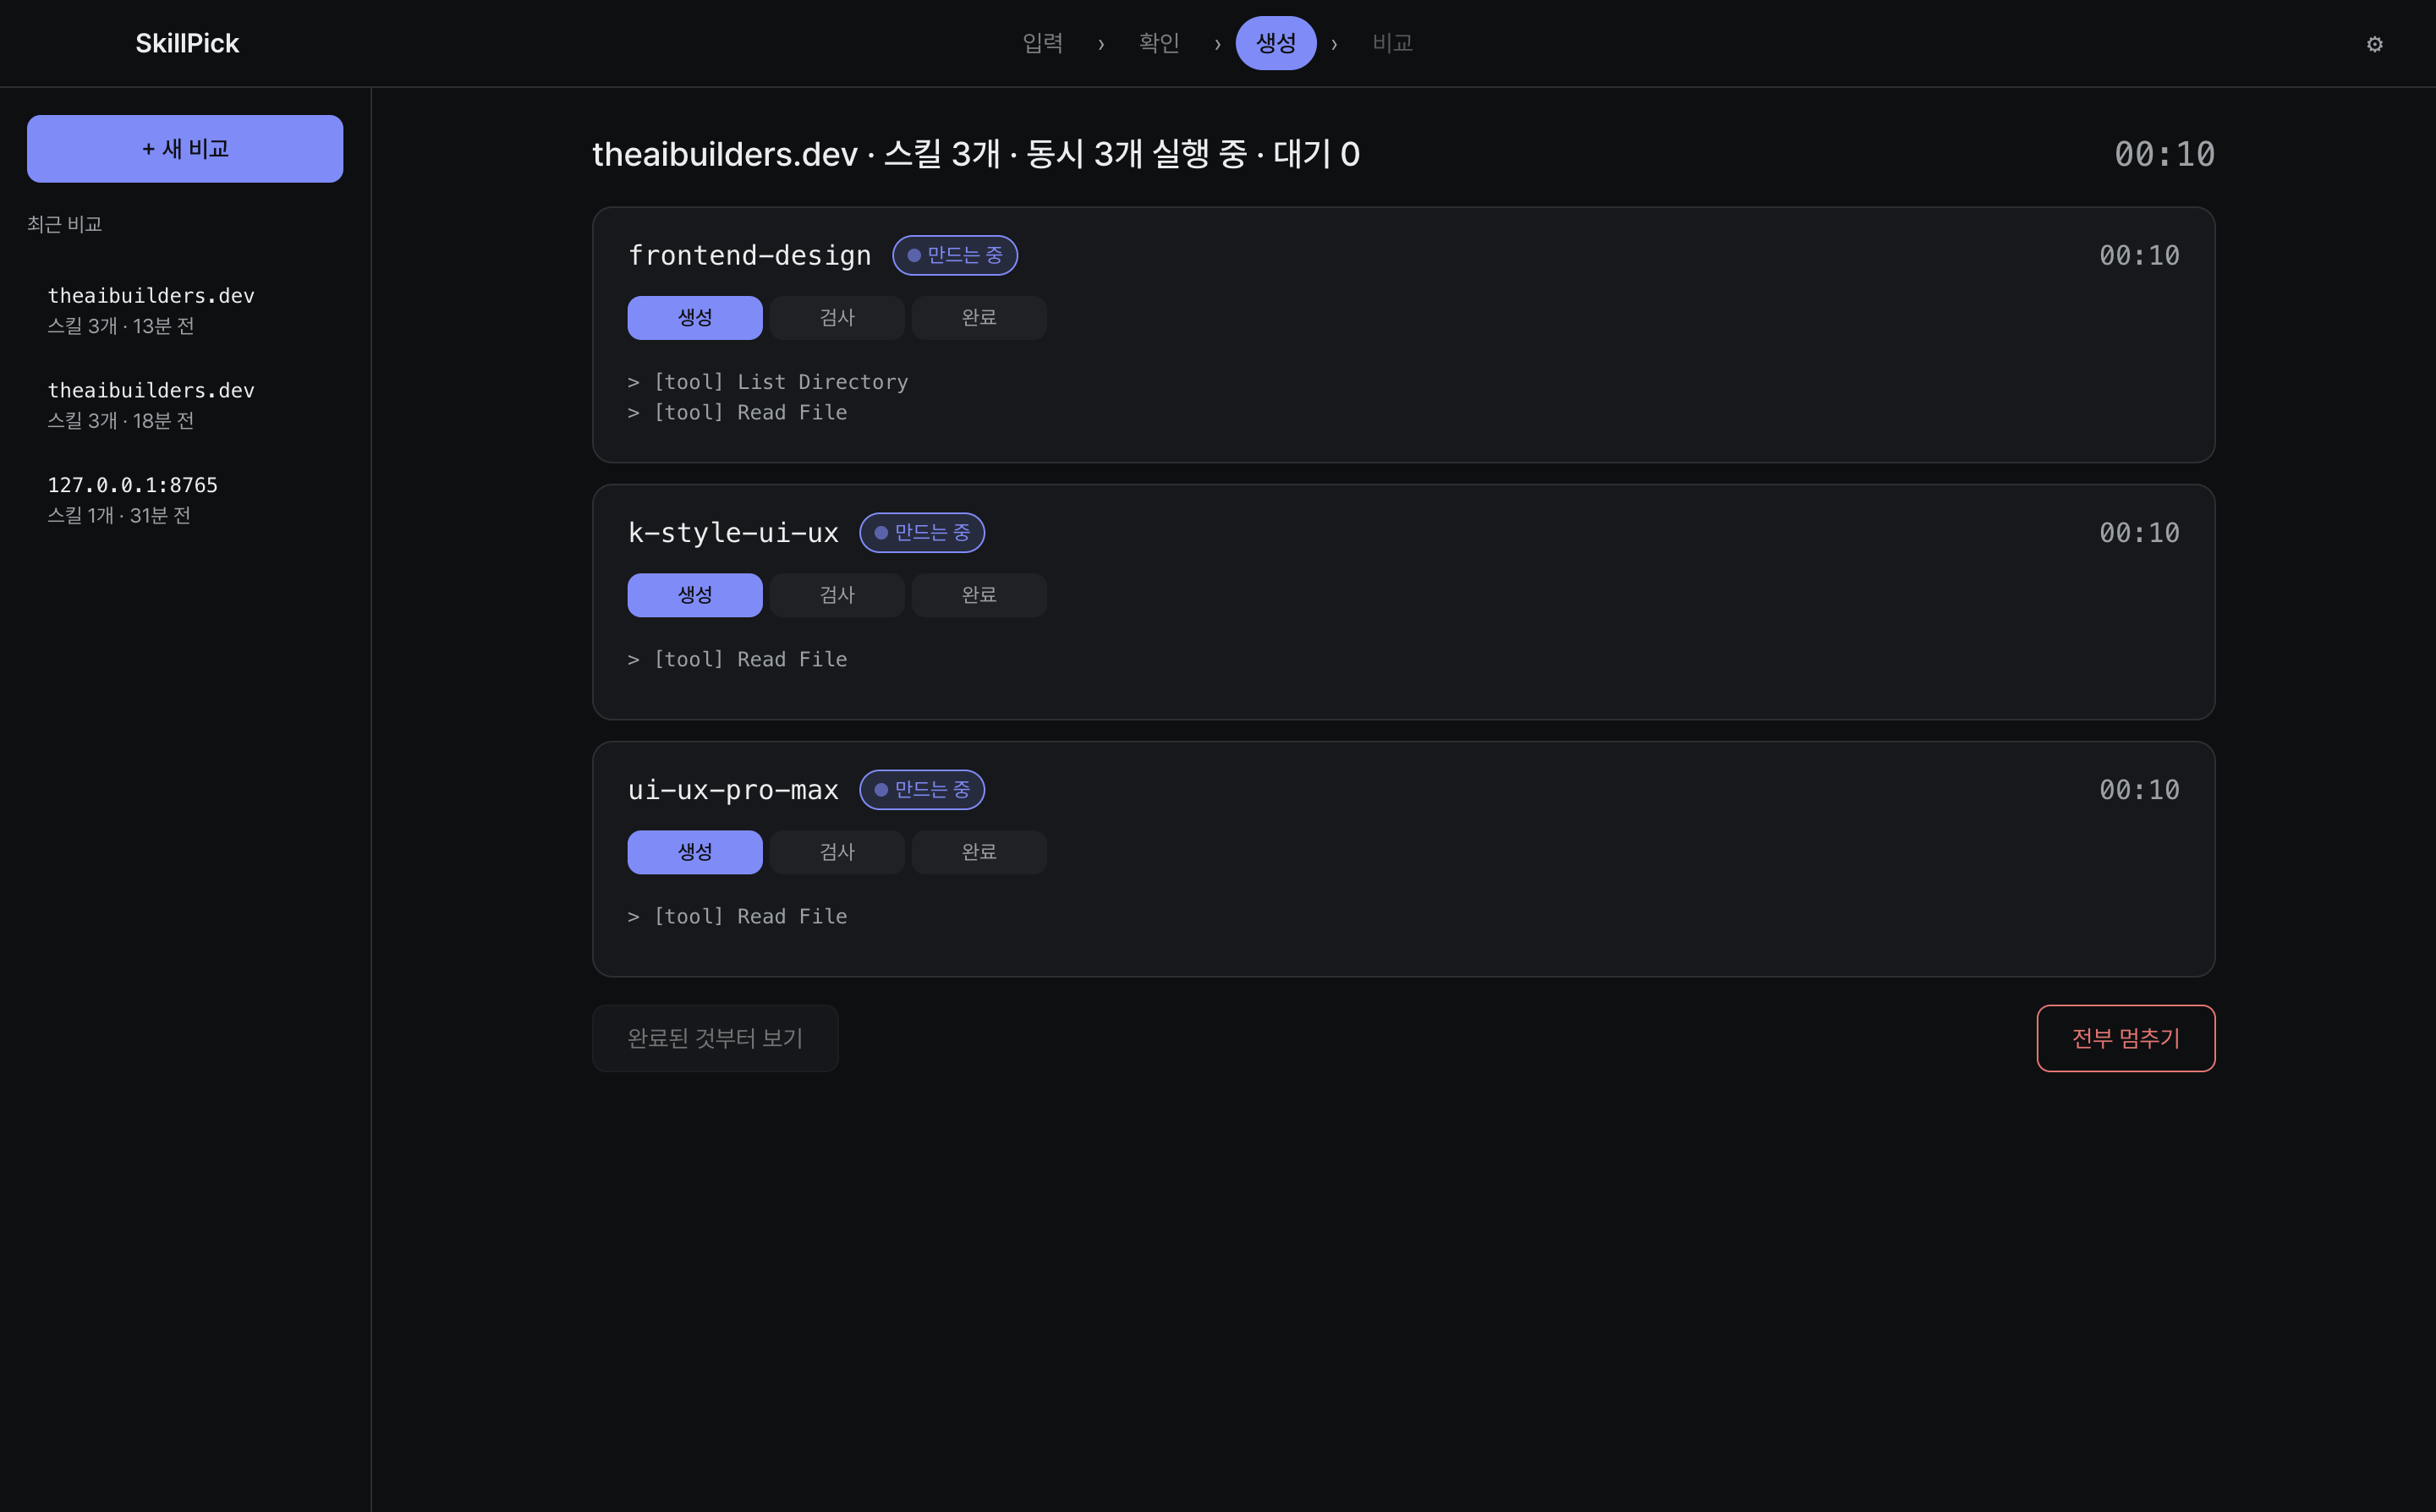 SkillPick
입력 › 확인 › 생성 › 비교
⚙
+ 새 비교
최근 비교
theaibuilders.dev
스킬 3개 · 13분 전
theaibuilders.dev
스킬 3개 · 18분 전
127.0.0.1:8765
스킬 1개 · 31분 전
theaibuilders.dev · 스킬 3개 · 동시 3개 실행 중 · 대기 0
00:10
frontend-design
만드는 중
00:10
생성 검사 완료
> [tool] List Directory
> [tool] Read File
k-style-ui-ux
만드는 중
00:10
생성 검사 완료
> [tool] Read File
ui-ux-pro-max
만드는 중
00:10
생성 검사 완료
> [tool] Read File
완료된 것부터 보기
전부 멈추기